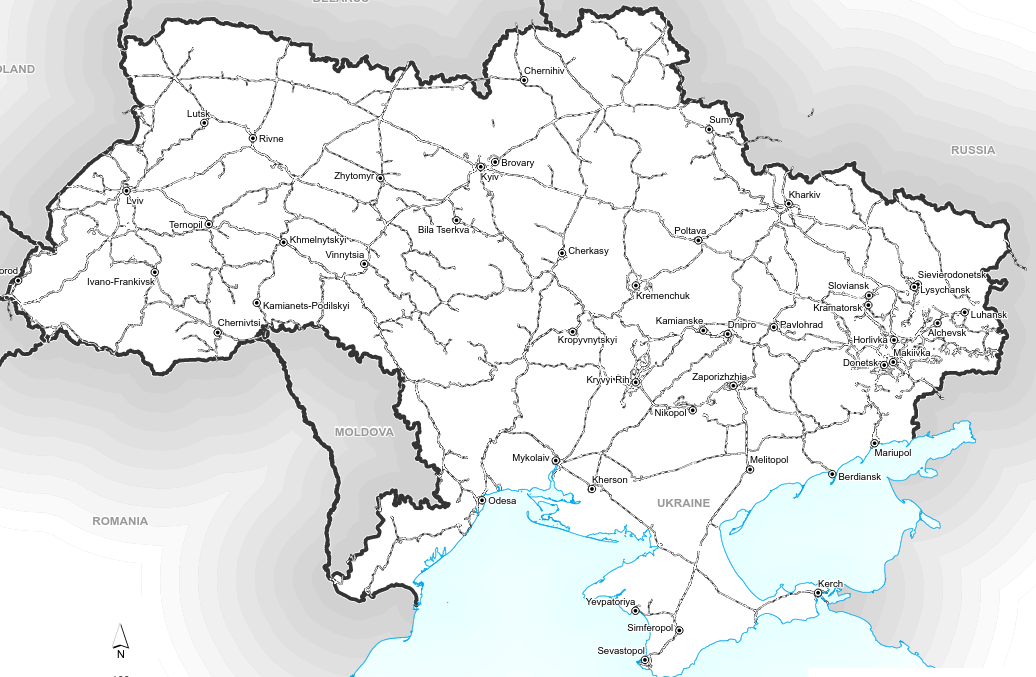 BELARUS
OLAND
Chernihiv
Lutsk
Sumy
Rivne
RUSSIA
Brovary
Zhytomyr
Kyiv
Lviv
Kharkiv
Ternopil
Bila Tserkva
Poltava
Khmelnytskyi
Vinnytsia
Cherkasy
orod
Ivano-Frankivsk
Sievierodonetsk
Sloviansk
Lysychansk
Kremenchuk
Kamianets-Podilskyi
Kramatorsk
Luhansk
Chernivtsi
Kamianske
Dnipro
Pavlohrad
Alchevsk
Kropyvnytskyi
Horlivka
Makiivka
Donetsk
Kryvyi Rih
Zaporizhzhia
Nikopol
MOLDOVA
Mykolaiv
Melitopol
Mariupol
Kherson
Berdiansk
Odesa
UKRAINE
ROMANIA
Kerch
Yevpatoriya
Simferopol
Sevastopol
N